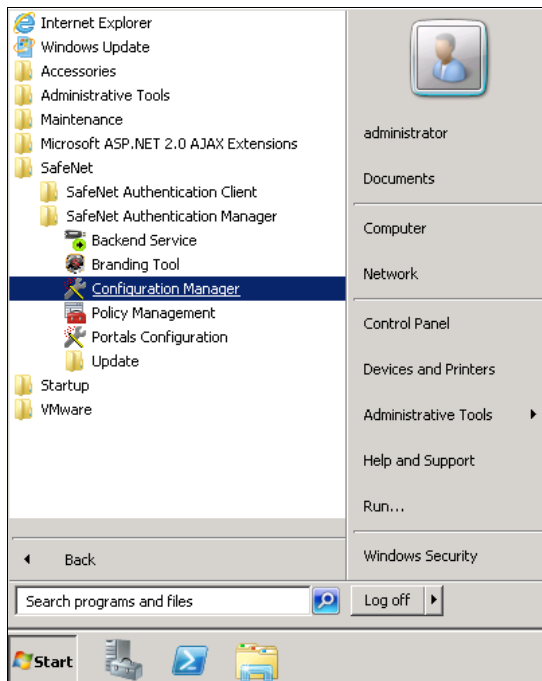 Internet Explorer
Windows Update
Accessories
Administrative Tools
Maintenance
Microsoft ASP.NET 2.0 AJAX Extensions
SafeNet
SafeNet Authentication Client
SafeNet Authentication Manager
Backend Service
Branding Tool
Configuration Manager
Policy Management
Portals Configuration
Update
Startup
VMware
Back
Search programs and files
administrator
Documents
Computer
Network
Control Panel
Devices and Printers
Administrative Tools
Help and Support
Run...
Windows Security
Log off
Start